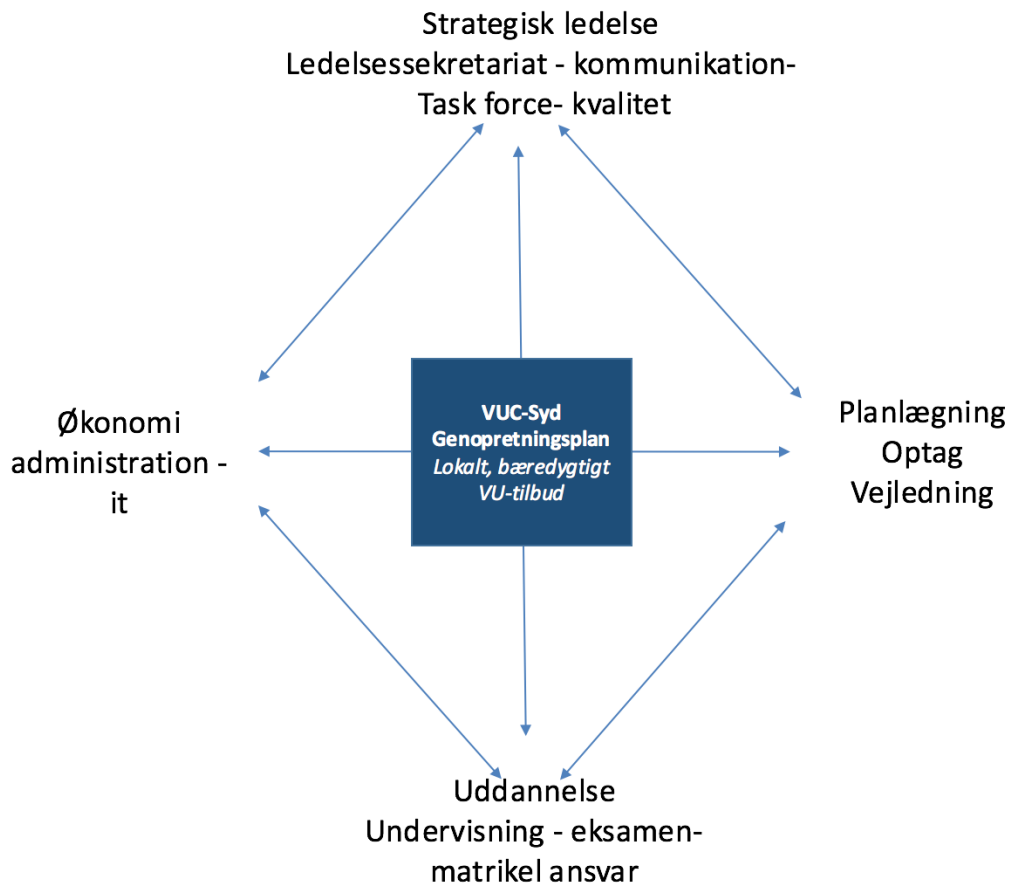 Strategisk ledelse
Ledelsessekretariat - kommunikation-
Task force- kvalitet
Økonomi
administration -
it
VUC-Syd
Genopretningsplan
Lokalt, bæredygtigt
VU-tilbud
Planlægning
Optag
Vejledning
Uddannelse
Undervisning - eksamen-
matrikel ansvar